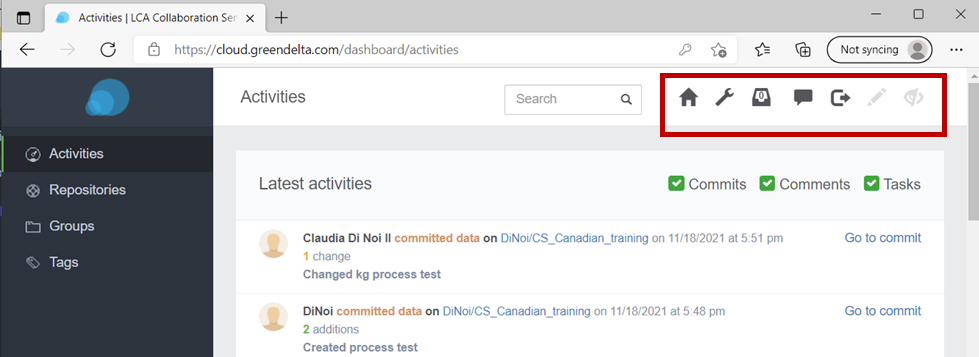 Activities | LCA Collaboration Ser
https://cloud.greendelta.com/dashboard/activities
Not syncing
Activities
Search
0
Activities
Repositories
Groups
Tags
Latest activities
Commits
Comments
Tasks
Claudia Di Noi II committed data on DiNoi/CS_Canadian_training on 11/18/2021 at 5:51 pm
Go to commit
1 change
Changed kg process test
DiNoi committed data on DiNoi/CS_Canadian_training on 11/18/2021 at 5:48 pm
Go to commit
2 additions
Created process test